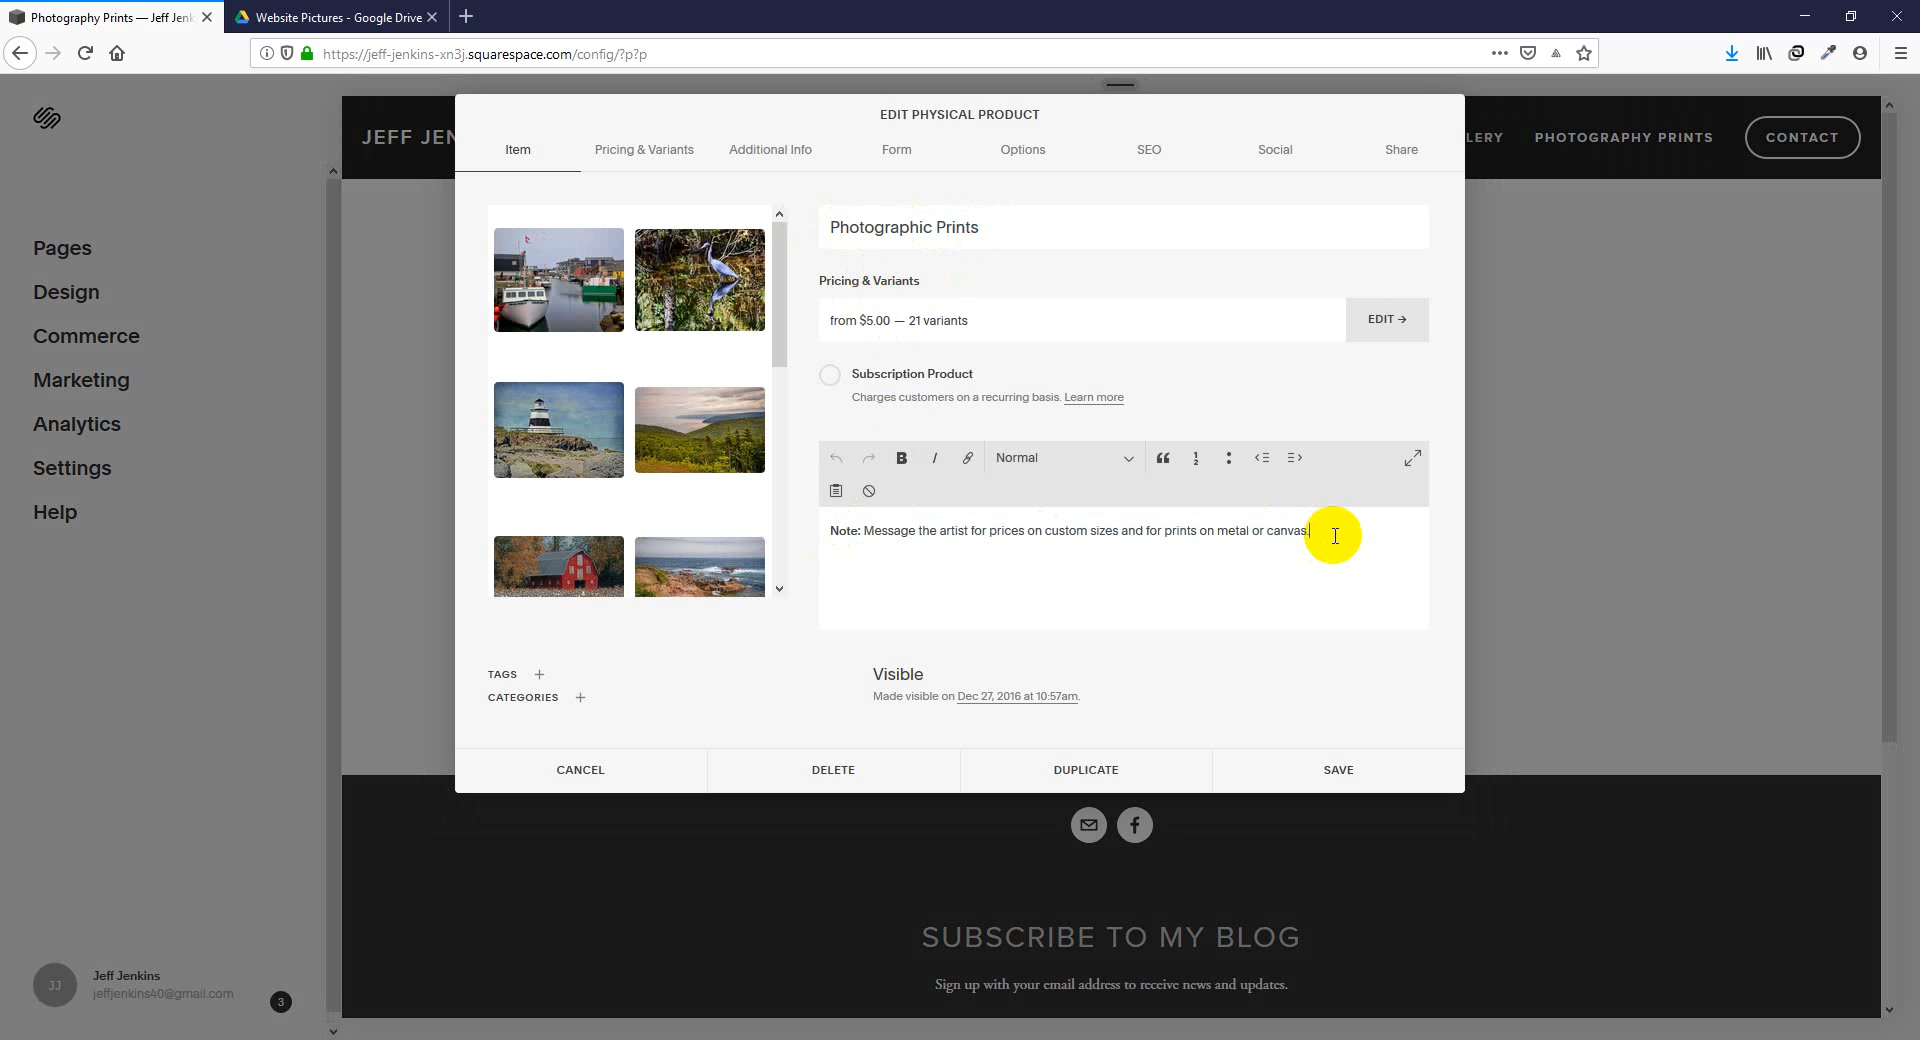 Photography Prints — Jeff Jenk
Website Pictures - Google Drive
https://jeff-jenkins-xn3j.squarespace.com/config/?p?p
JEFF JEN
LERY
PHOTOGRAPHY PRINTS
CONTACT
Pages
Design
Commerce
Marketing
Analytics
Settings
Help
JJ
Jeff Jenkins
jeffjenkins40@gmail.com
3
EDIT PHYSICAL PRODUCT
Item
Pricing & Variants
Additional Info
Form
Options
SEO
Social
Share
Photographic Prints
Pricing & Variants
from $5.00 — 21 variants
EDIT →
Subscription Product
Charges customers on a recurring basis. Learn more
B I Normal
Note: Message the artist for prices on custom sizes and for prints on metal or canvas.
TAGS +
CATEGORIES +
Visible
Made visible on Dec 27, 2016 at 10:57am.
CANCEL
DELETE
DUPLICATE
SAVE
SUBSCRIBE TO MY BLOG
Sign up with your email address to receive news and updates.